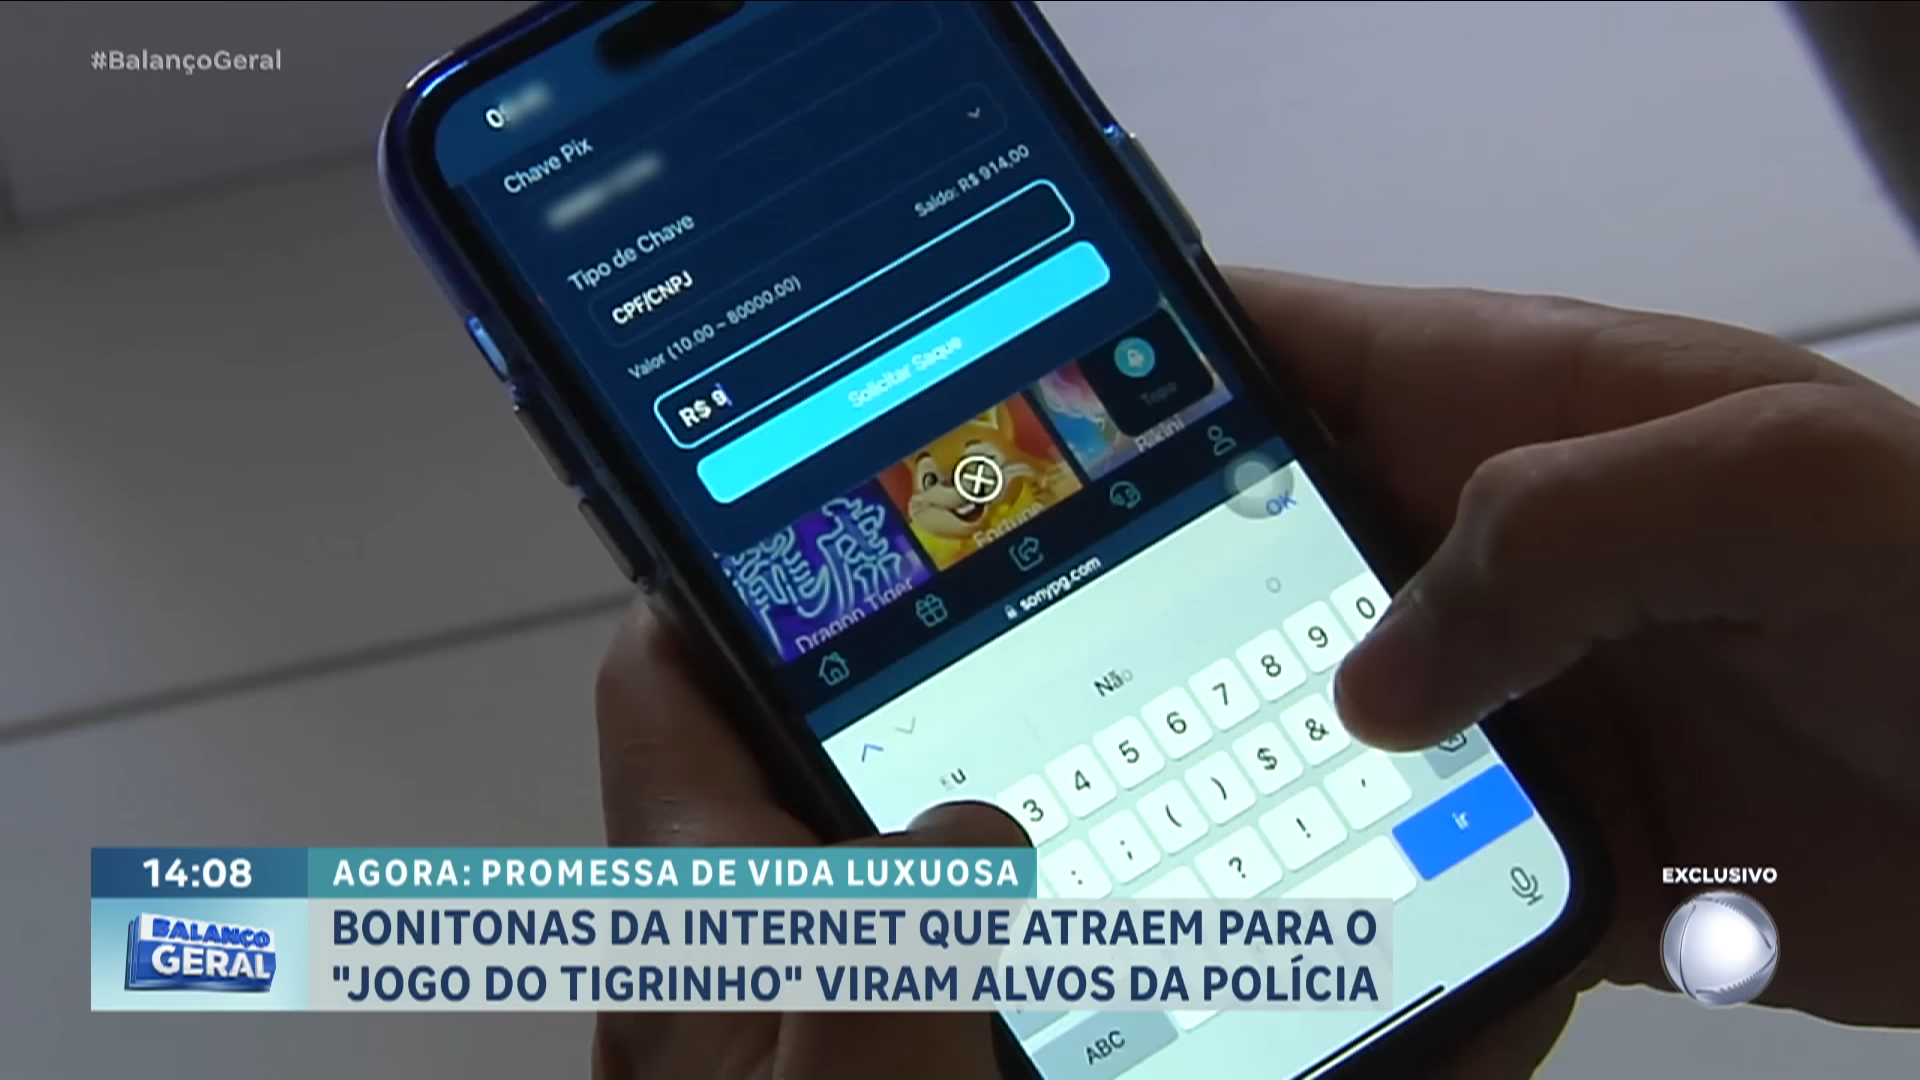 #BalançoGeral
Chave Pix
Tipo de Chave
CPF/CNPJ
Saldo: R$ 914,00
Valor (10.00 – 80000.00)
R$ 9
Solicitar Saque
Topo
Dragon Tiger
Fortune
Bikini
sonypg.com
OK
Não
3 4 5 6 7 8 9 0
: ; ( ) $ &
? ! '
ir
ABC
14:08
AGORA: PROMESSA DE VIDA LUXUOSA
BALANÇO
GERAL
BONITONAS DA INTERNET QUE ATRAEM PARA O
"JOGO DO TIGRINHO" VIRAM ALVOS DA POLÍCIA
EXCLUSIVO